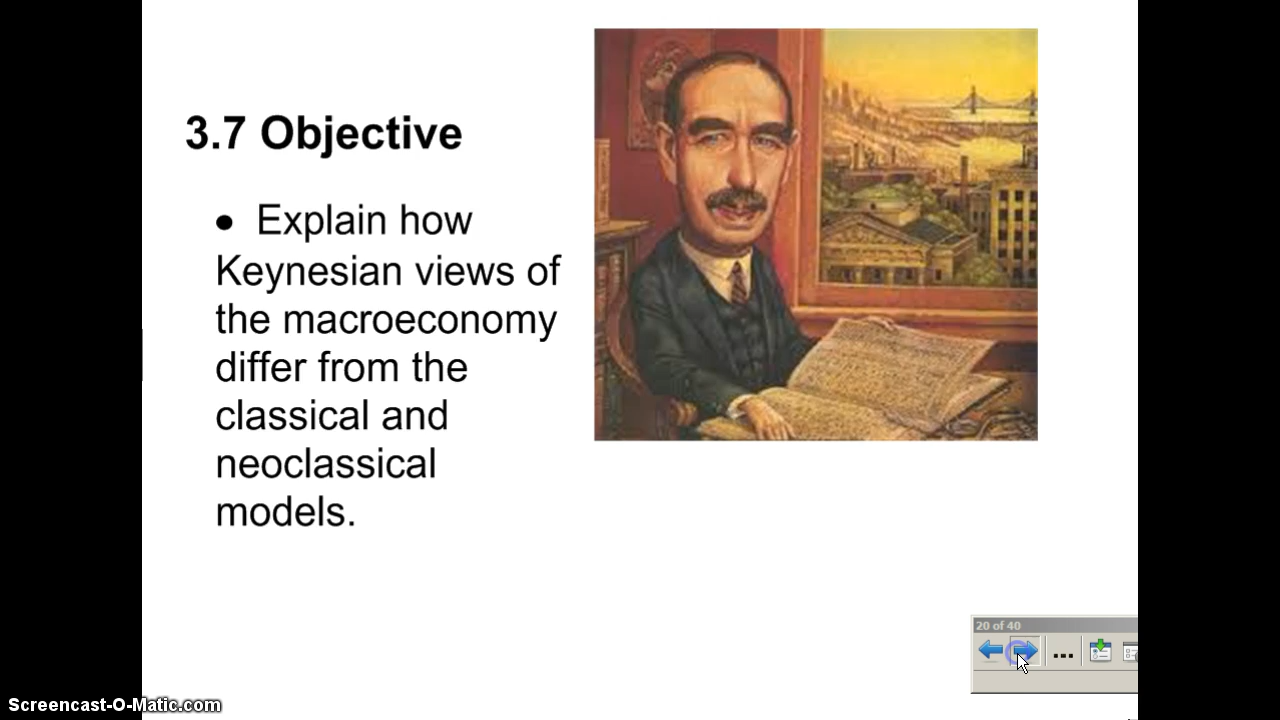 3.7 Objective
● Explain how
Keynesian views of
the macroeconomy
differ from the
classical and
neoclassical
models.
20 of 40
...
Screencast-O-Matic.com